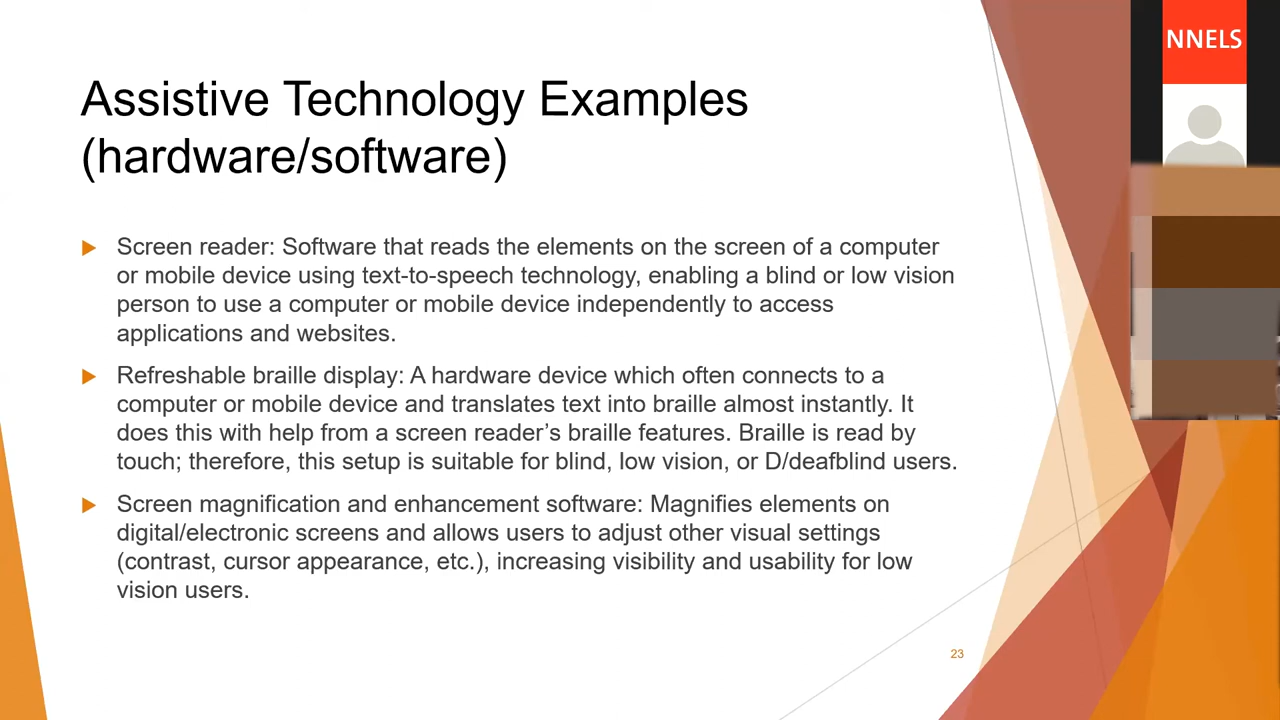 Assistive Technology Examples
(hardware/software)
Screen reader: Software that reads the elements on the screen of a computer
or mobile device using text-to-speech technology, enabling a blind or low vision
person to use a computer or mobile device independently to access
applications and websites.
Refreshable braille display: A hardware device which often connects to a
computer or mobile device and translates text into braille almost instantly. It
does this with help from a screen reader’s braille features. Braille is read by
touch; therefore, this setup is suitable for blind, low vision, or D/deafblind users.
Screen magnification and enhancement software: Magnifies elements on
digital/electronic screens and allows users to adjust other visual settings
(contrast, cursor appearance, etc.), increasing visibility and usability for low
vision users.
23
NNELS